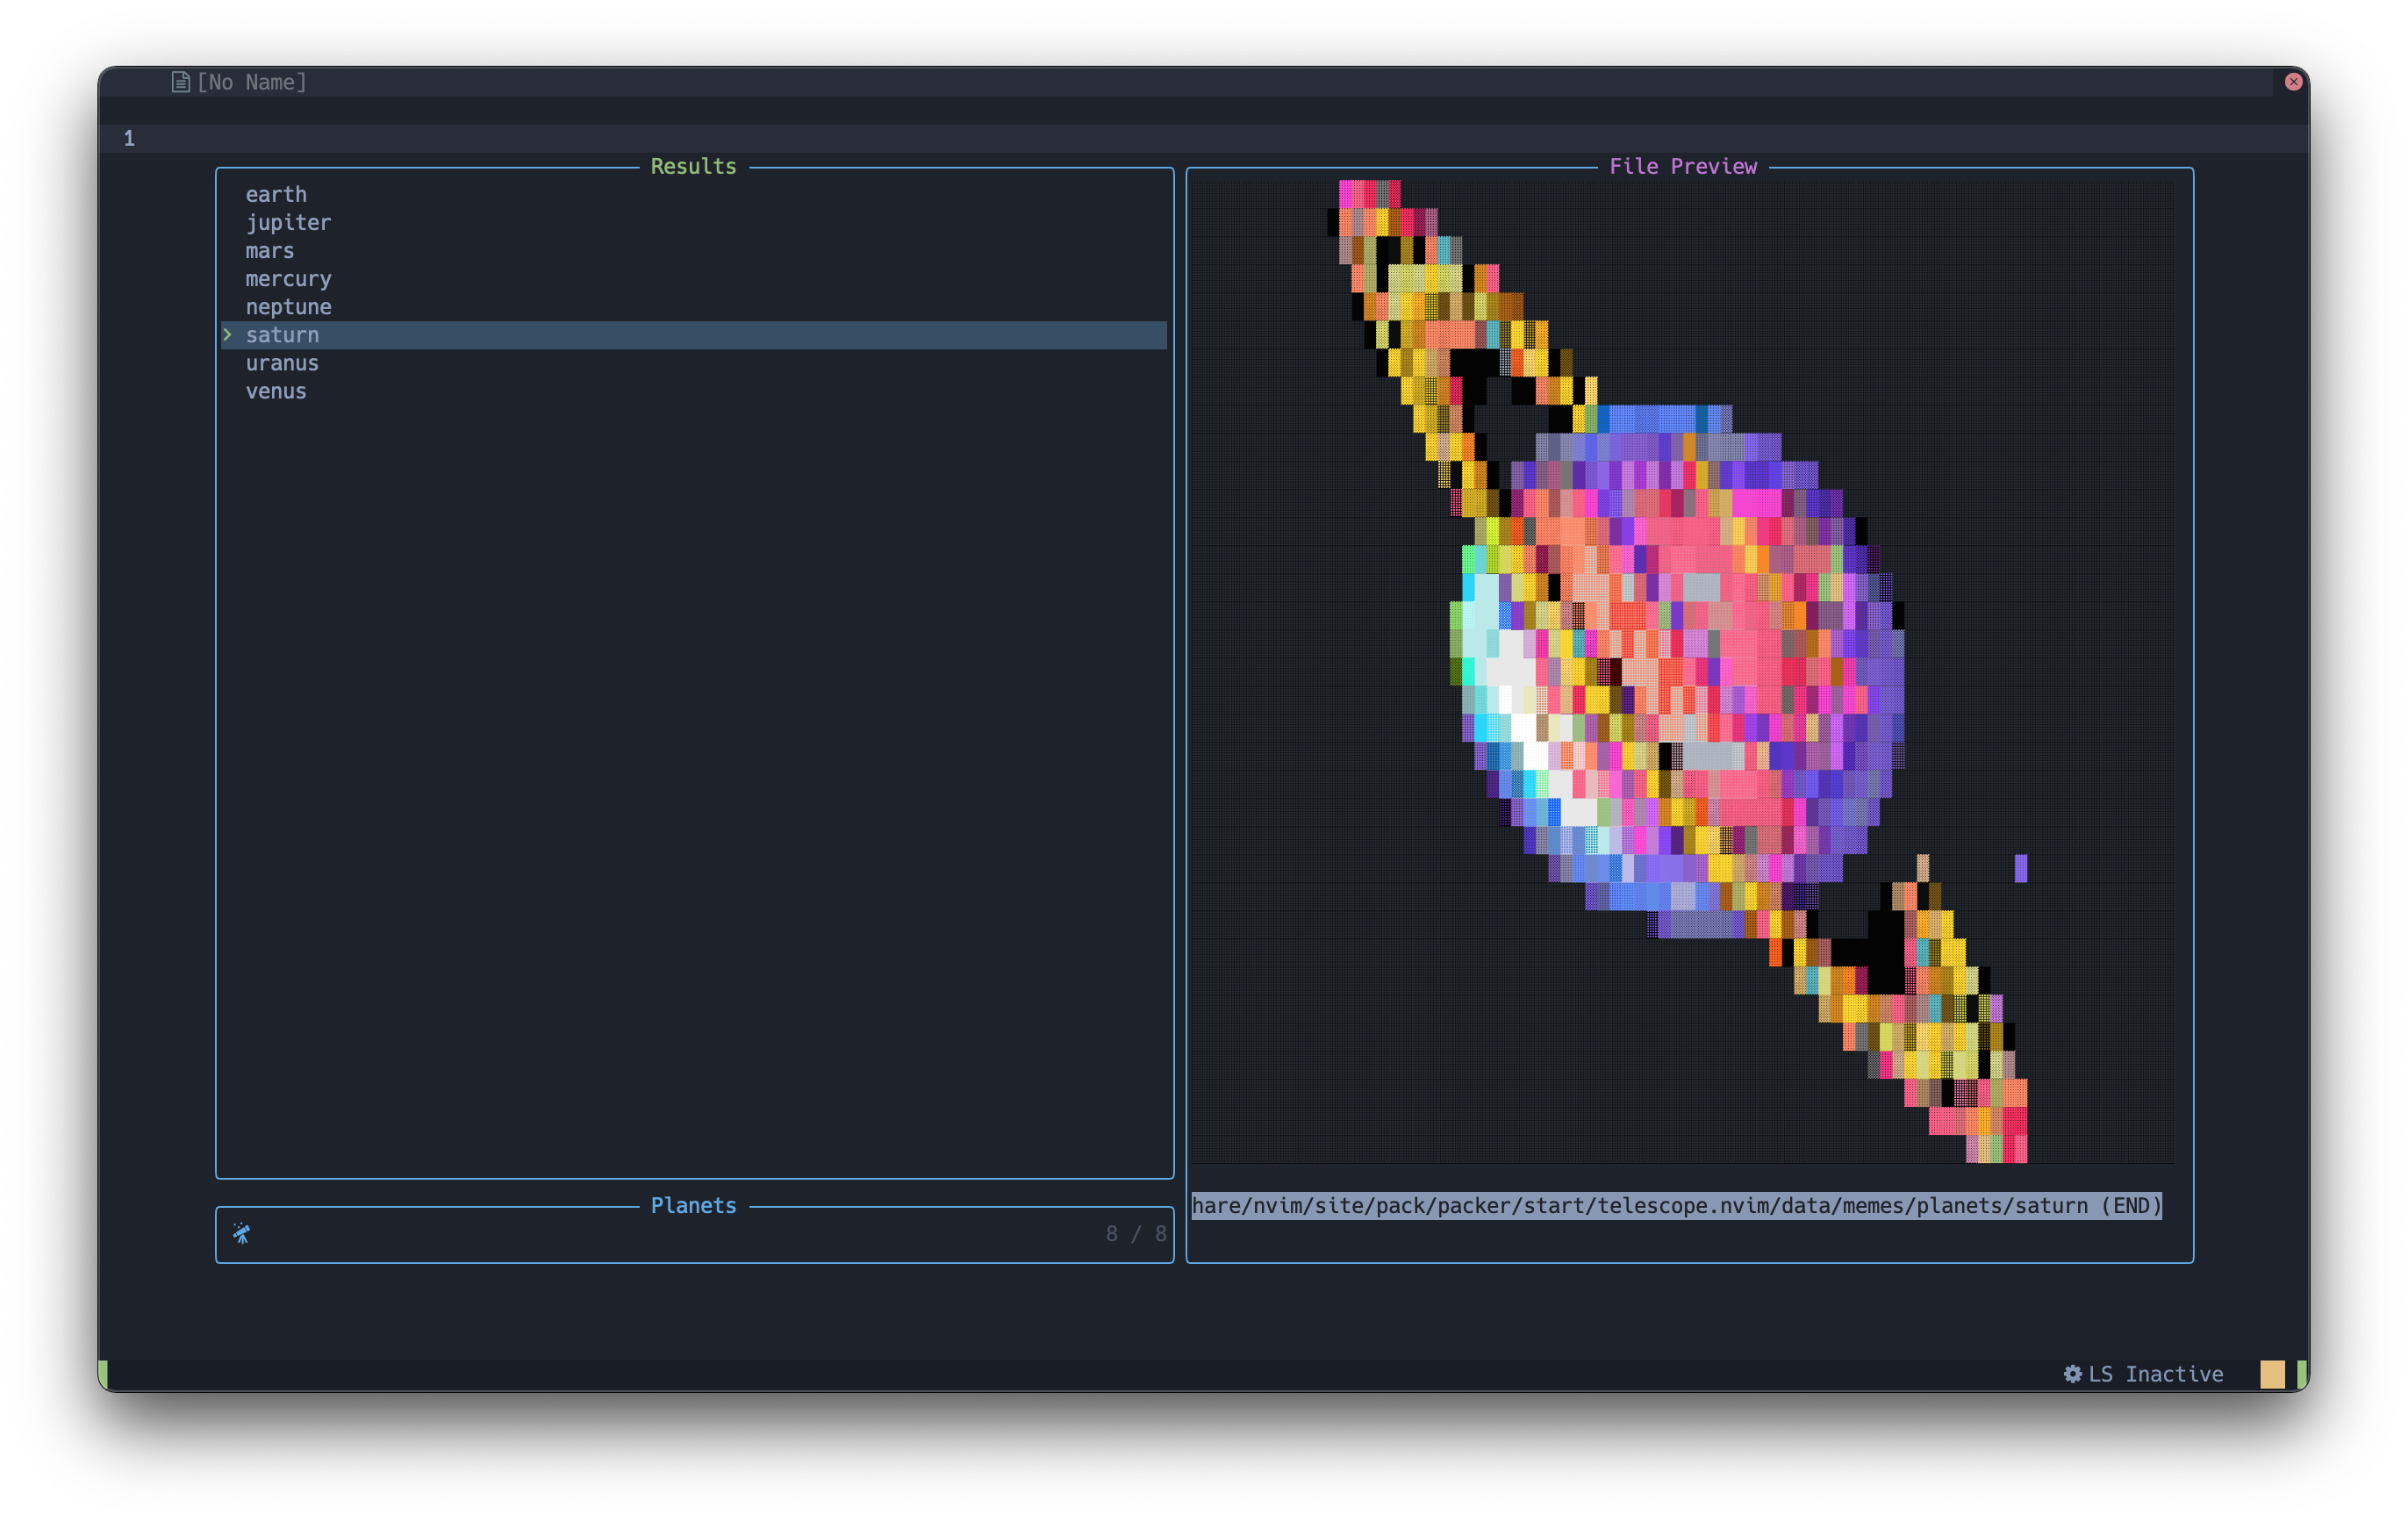 [No Name]
1
Results
earth
jupiter
mars
mercury
neptune
> saturn
uranus
venus
File Preview
hare/nvim/site/pack/packer/start/telescope.nvim/data/memes/planets/saturn (END)
Planets
8 / 8
LS Inactive